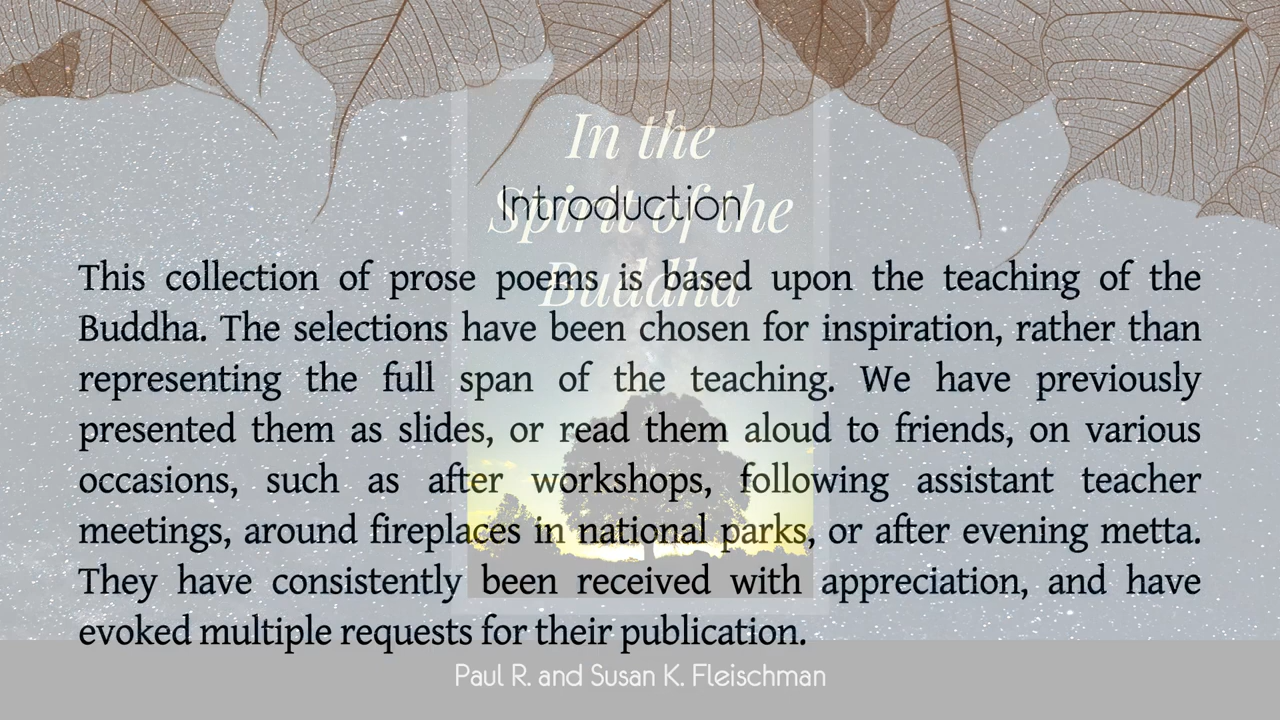 In the
Spirit of the
Buddha
Introduction
This collection of prose poems is based upon the teaching of the
Buddha. The selections have been chosen for inspiration, rather than
representing the full span of the teaching. We have previously
presented them as slides, or read them aloud to friends, on various
occasions, such as after workshops, following assistant teacher
meetings, around fireplaces in national parks, or after evening metta.
They have consistently been received with appreciation, and have
evoked multiple requests for their publication.
Paul R. and Susan K. Fleischman